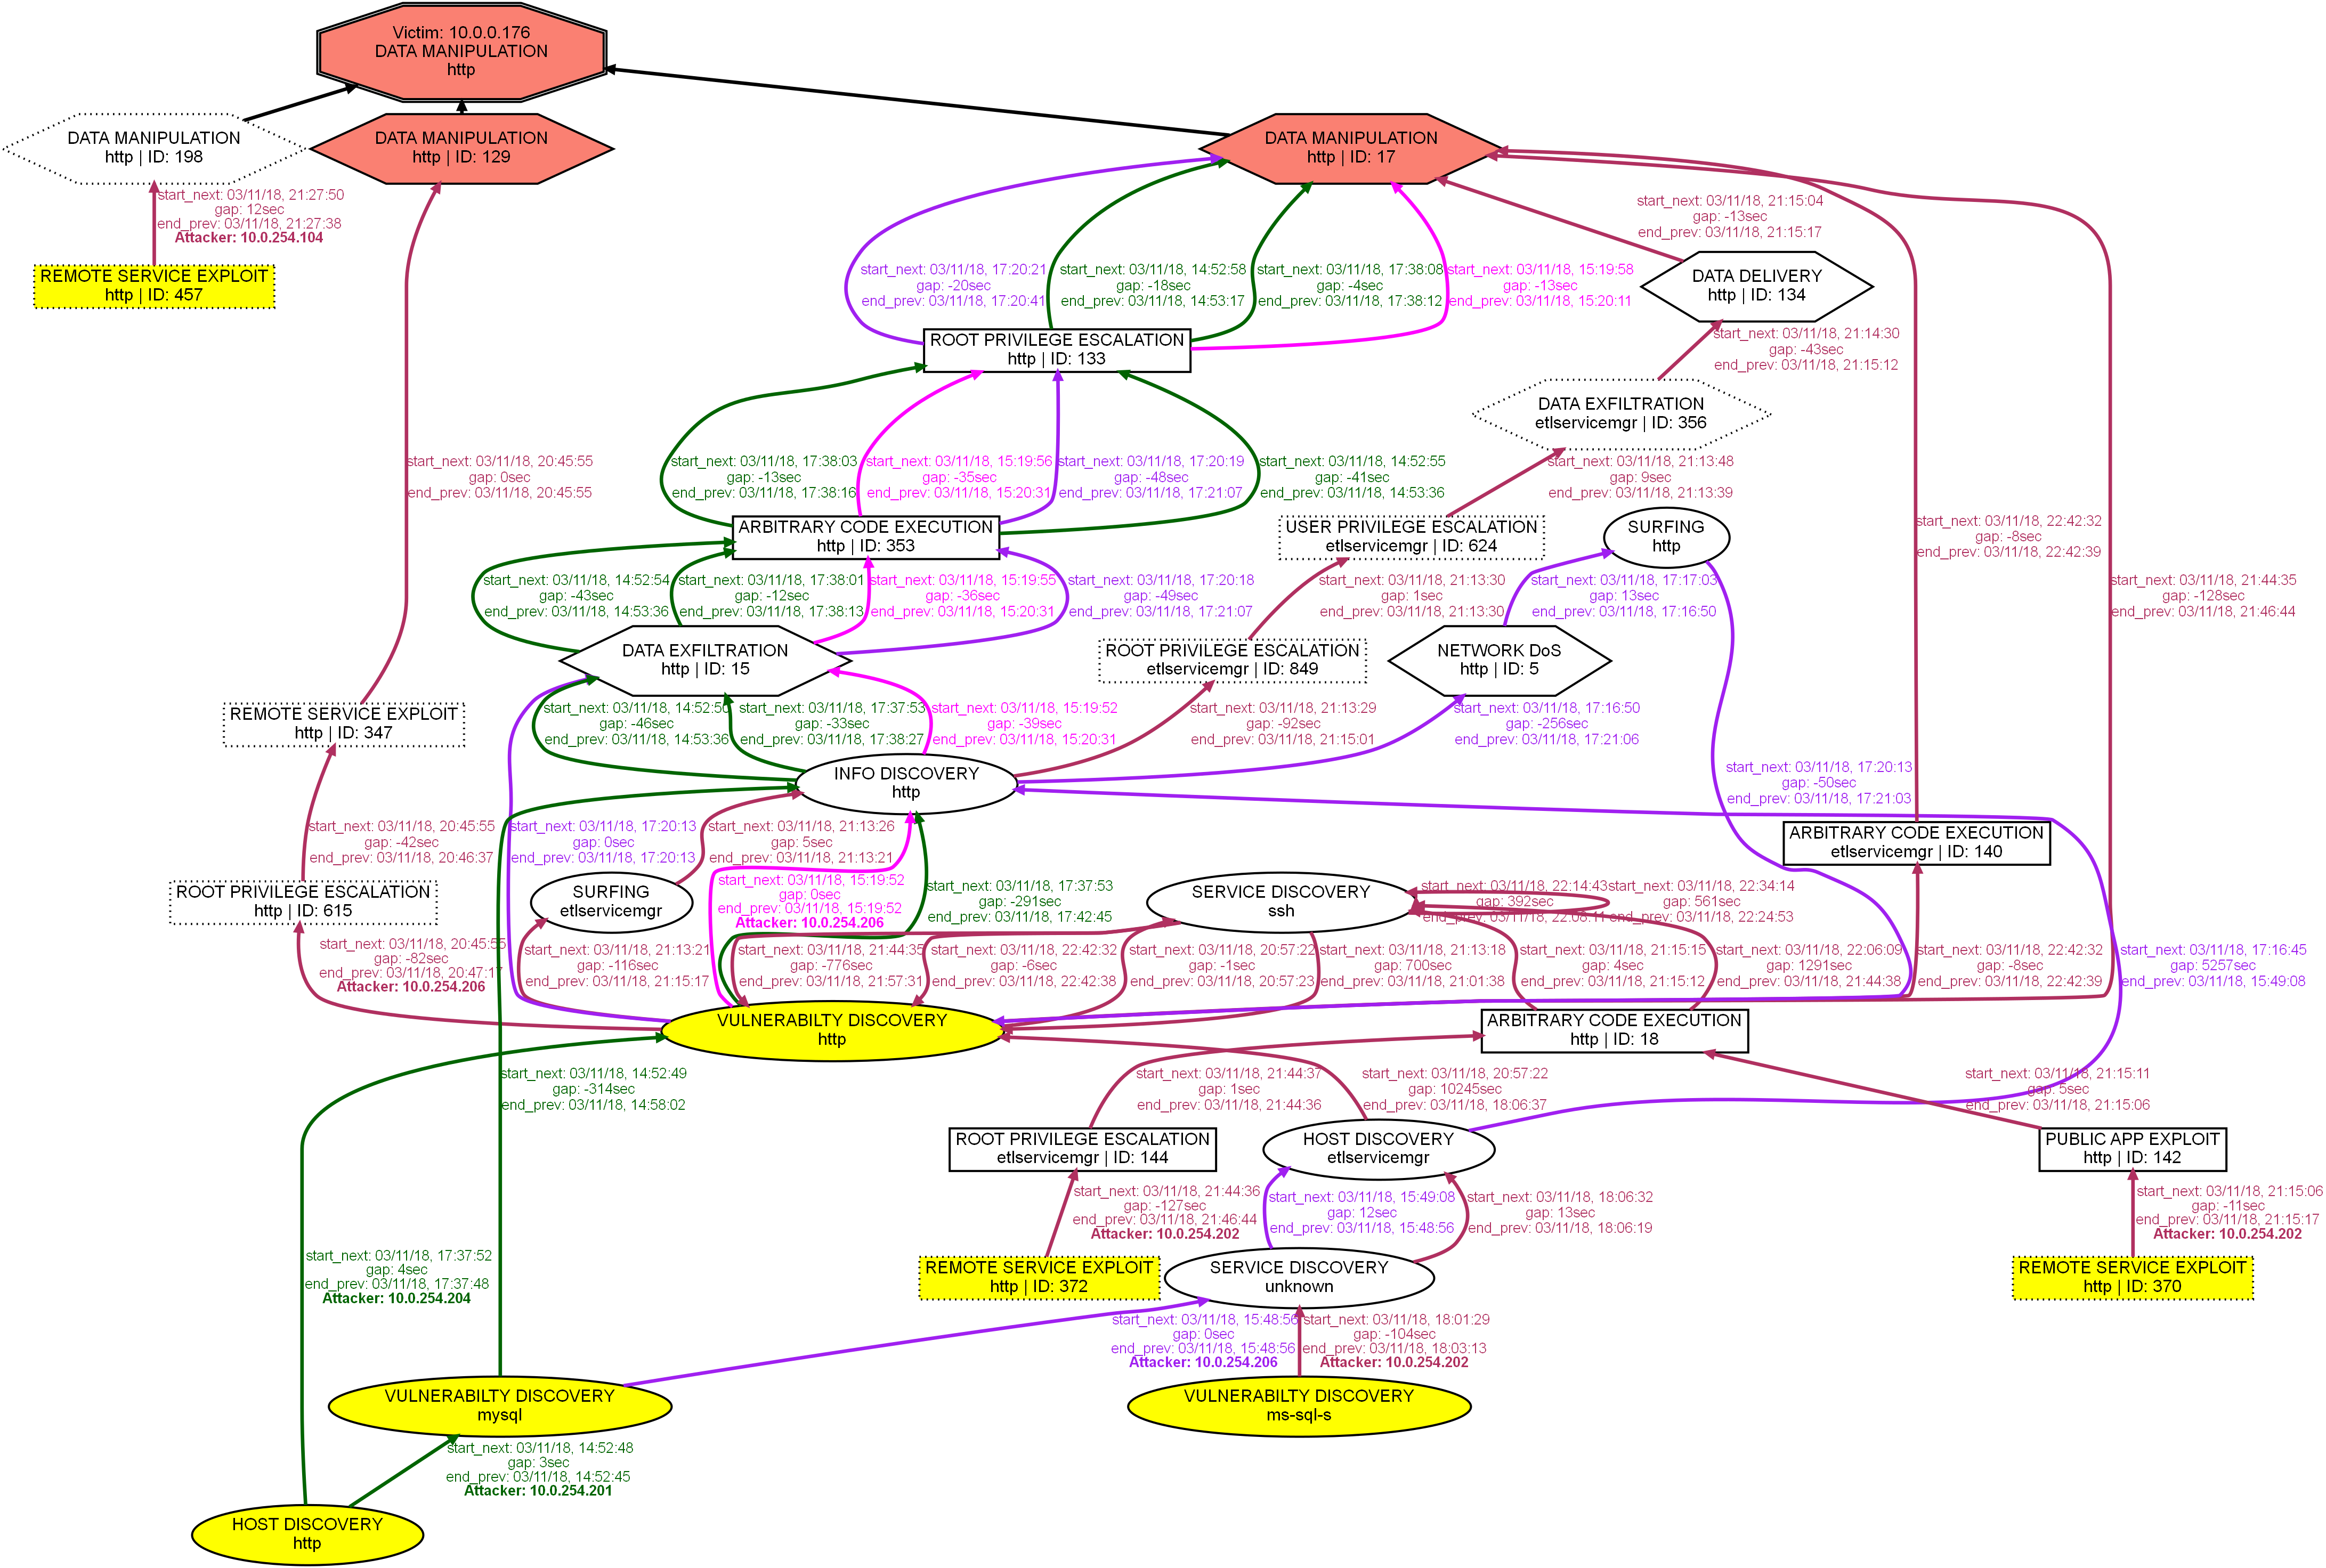 Victim: 10.0.0.176
DATA MANIPULATION
http
DATA MANIPULATION
http | ID: 198
DATA MANIPULATION
http | ID: 129
DATA MANIPULATION
http | ID: 17
start_next: 03/11/18, 21:27:50
gap: 12sec
end_prev: 03/11/18, 21:27:38
Attacker: 10.0.254.104
start_next: 03/11/18, 21:15:04
gap: -13sec
end_prev: 03/11/18, 21:15:17
REMOTE SERVICE EXPLOIT
http | ID: 457
start_next: 03/11/18, 17:20:21
gap: -20sec
end_prev: 03/11/18, 17:20:41
start_next: 03/11/18, 14:52:58
gap: -18sec
end_prev: 03/11/18, 14:53:17
start_next: 03/11/18, 17:38:08
gap: -4sec
end_prev: 03/11/18, 17:38:12
start_next: 03/11/18, 15:19:58
gap: -13sec
end_prev: 03/11/18, 15:20:11
DATA DELIVERY
http | ID: 134
ROOT PRIVILEGE ESCALATION
http | ID: 133
start_next: 03/11/18, 21:14:30
gap: -43sec
end_prev: 03/11/18, 21:15:12
DATA EXFILTRATION
etlservicemgr | ID: 356
start_next: 03/11/18, 20:45:55
gap: 0sec
end_prev: 03/11/18, 20:45:55
start_next: 03/11/18, 17:38:03
gap: -13sec
end_prev: 03/11/18, 17:38:16
start_next: 03/11/18, 15:19:56
gap: -35sec
end_prev: 03/11/18, 15:20:31
start_next: 03/11/18, 17:20:19
gap: -48sec
end_prev: 03/11/18, 17:21:07
start_next: 03/11/18, 14:52:55
gap: -41sec
end_prev: 03/11/18, 14:53:36
start_next: 03/11/18, 21:13:48
gap: 9sec
end_prev: 03/11/18, 21:13:39
ARBITRARY CODE EXECUTION
http | ID: 353
USER PRIVILEGE ESCALATION
etlservicemgr | ID: 624
SURFING
http
start_next: 03/11/18, 22:42:32
gap: -8sec
end_prev: 03/11/18, 22:42:39
start_next: 03/11/18, 14:52:54
gap: -43sec
end_prev: 03/11/18, 14:53:36
start_next: 03/11/18, 17:38:01
gap: -12sec
end_prev: 03/11/18, 17:38:13
start_next: 03/11/18, 15:19:55
gap: -36sec
end_prev: 03/11/18, 15:20:31
start_next: 03/11/18, 17:20:18
gap: -49sec
end_prev: 03/11/18, 17:21:07
start_next: 03/11/18, 21:13:30
gap: 1sec
end_prev: 03/11/18, 21:13:30
start_next: 03/11/18, 17:17:03
gap: 13sec
end_prev: 03/11/18, 17:16:50
start_next: 03/11/18, 21:44:35
gap: -128sec
end_prev: 03/11/18, 21:46:44
DATA EXFILTRATION
http | ID: 15
ROOT PRIVILEGE ESCALATION
etlservicemgr | ID: 849
NETWORK DoS
http | ID: 5
REMOTE SERVICE EXPLOIT
http | ID: 347
start_next: 03/11/18, 14:52:50
gap: -46sec
end_prev: 03/11/18, 14:53:36
start_next: 03/11/18, 17:37:53
gap: -33sec
end_prev: 03/11/18, 17:38:27
start_next: 03/11/18, 15:19:52
gap: -39sec
end_prev: 03/11/18, 15:20:31
start_next: 03/11/18, 21:13:29
gap: -92sec
end_prev: 03/11/18, 21:15:01
start_next: 03/11/18, 17:16:50
gap: -256sec
end_prev: 03/11/18, 17:21:06
INFO DISCOVERY
http
start_next: 03/11/18, 17:20:13
gap: -50sec
end_prev: 03/11/18, 17:21:03
start_next: 03/11/18, 20:45:55
gap: -42sec
end_prev: 03/11/18, 20:46:37
start_next: 03/11/18, 17:20:13
gap: 0sec
end_prev: 03/11/18, 17:20:13
start_next: 03/11/18, 21:13:26
gap: 5sec
end_prev: 03/11/18, 21:13:21
ARBITRARY CODE EXECUTION
etlservicemgr | ID: 140
ROOT PRIVILEGE ESCALATION
http | ID: 615
SURFING
etlservicemgr
start_next: 03/11/18, 15:19:52
gap: 0sec
end_prev: 03/11/18, 15:19:52
Attacker: 10.0.254.206
start_next: 03/11/18, 17:37:53
gap: -291sec
end_prev: 03/11/18, 17:42:45
SERVICE DISCOVERY
ssh
start_next: 03/11/18, 22:14:43
gap: 392sec
end_prev: 03/11/18, 22:08:11
start_next: 03/11/18, 22:34:14
gap: 561sec
end_prev: 03/11/18, 22:24:53
start_next: 03/11/18, 20:45:55
gap: -82sec
end_prev: 03/11/18, 20:47:17
Attacker: 10.0.254.206
start_next: 03/11/18, 21:13:21
gap: -116sec
end_prev: 03/11/18, 21:15:17
start_next: 03/11/18, 21:44:35
gap: -776sec
end_prev: 03/11/18, 21:57:31
start_next: 03/11/18, 22:42:32
gap: -6sec
end_prev: 03/11/18, 22:42:38
start_next: 03/11/18, 20:57:22
gap: -1sec
end_prev: 03/11/18, 20:57:23
start_next: 03/11/18, 21:13:18
gap: 700sec
end_prev: 03/11/18, 21:01:38
start_next: 03/11/18, 21:15:15
gap: 4sec
end_prev: 03/11/18, 21:15:12
start_next: 03/11/18, 22:06:09
gap: 1291sec
end_prev: 03/11/18, 21:44:38
start_next: 03/11/18, 22:42:32
gap: -8sec
end_prev: 03/11/18, 22:42:39
start_next: 03/11/18, 17:16:45
gap: 5257sec
end_prev: 03/11/18, 15:49:08
VULNERABILTY DISCOVERY
http
ARBITRARY CODE EXECUTION
http | ID: 18
start_next: 03/11/18, 14:52:49
gap: -314sec
end_prev: 03/11/18, 14:58:02
start_next: 03/11/18, 21:44:37
gap: 1sec
end_prev: 03/11/18, 21:44:36
start_next: 03/11/18, 20:57:22
gap: 10245sec
end_prev: 03/11/18, 18:06:37
start_next: 03/11/18, 21:15:11
gap: 5sec
end_prev: 03/11/18, 21:15:06
ROOT PRIVILEGE ESCALATION
etlservicemgr | ID: 144
HOST DISCOVERY
etlservicemgr
PUBLIC APP EXPLOIT
http | ID: 142
start_next: 03/11/18, 21:44:36
gap: -127sec
end_prev: 03/11/18, 21:46:44
Attacker: 10.0.254.202
start_next: 03/11/18, 15:49:08
gap: 12sec
end_prev: 03/11/18, 15:48:56
start_next: 03/11/18, 18:06:32
gap: 13sec
end_prev: 03/11/18, 18:06:19
start_next: 03/11/18, 21:15:06
gap: -11sec
end_prev: 03/11/18, 21:15:17
Attacker: 10.0.254.202
start_next: 03/11/18, 17:37:52
gap: 4sec
end_prev: 03/11/18, 17:37:48
Attacker: 10.0.254.204
REMOTE SERVICE EXPLOIT
http | ID: 372
SERVICE DISCOVERY
unknown
REMOTE SERVICE EXPLOIT
http | ID: 370
start_next: 03/11/18, 15:48:56
gap: 0sec
end_prev: 03/11/18, 15:48:56
Attacker: 10.0.254.206
start_next: 03/11/18, 18:01:29
gap: -104sec
end_prev: 03/11/18, 18:03:13
Attacker: 10.0.254.202
VULNERABILTY DISCOVERY
mysql
VULNERABILTY DISCOVERY
ms-sql-s
start_next: 03/11/18, 14:52:48
gap: 3sec
end_prev: 03/11/18, 14:52:45
Attacker: 10.0.254.201
HOST DISCOVERY
http